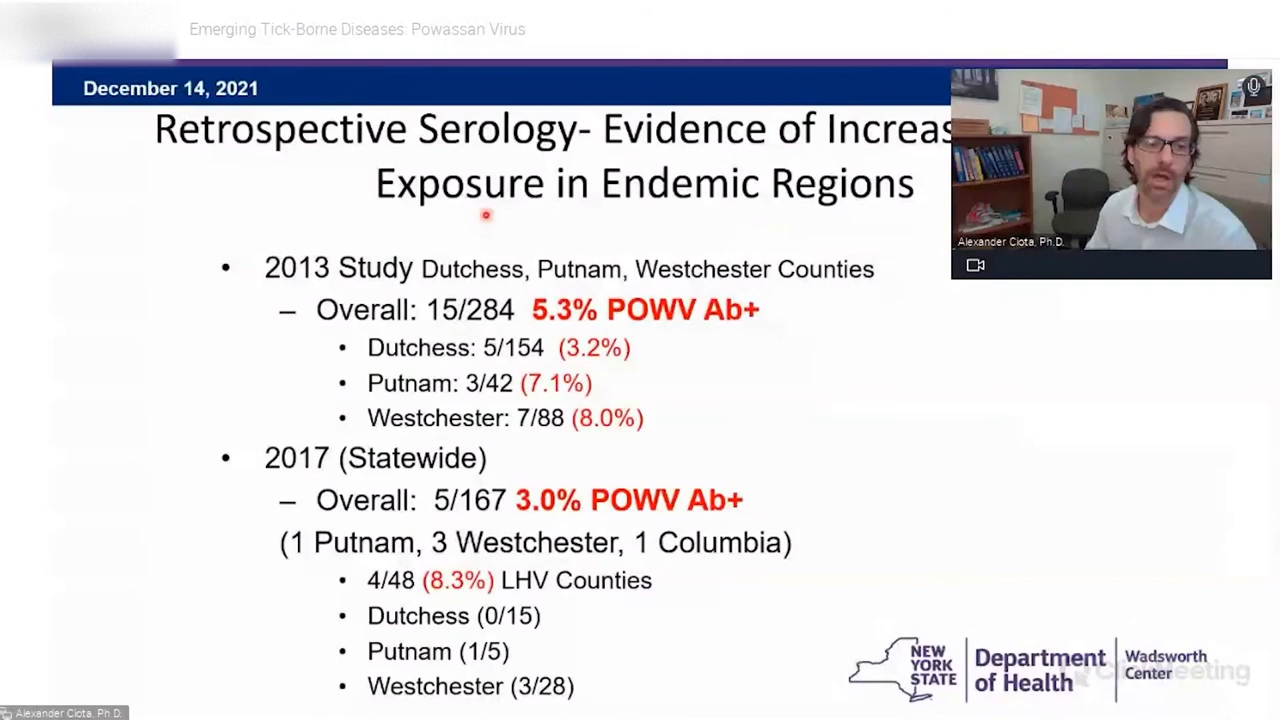 Emerging Tick-Borne Diseases: Powassan Virus
December 14, 2021
Retrospective Serology- Evidence of Increas
Exposure in Endemic Regions
Alexander Ciota, Ph.D.
• 2013 Study Dutchess, Putnam, Westchester Counties
– Overall: 15/284 5.3% POWV Ab+
• Dutchess: 5/154 (3.2%)
• Putnam: 3/42 (7.1%)
• Westchester: 7/88 (8.0%)
• 2017 (Statewide)
– Overall: 5/167 3.0% POWV Ab+
(1 Putnam, 3 Westchester, 1 Columbia)
• 4/48 (8.3%) LHV Counties
• Dutchess (0/15)
• Putnam (1/5)
• Westchester (3/28)
NEW
YORK
STATE
Department
of Health
Wadsworth
Center
ClickMeeting
Alexander Ciota, Ph.D.